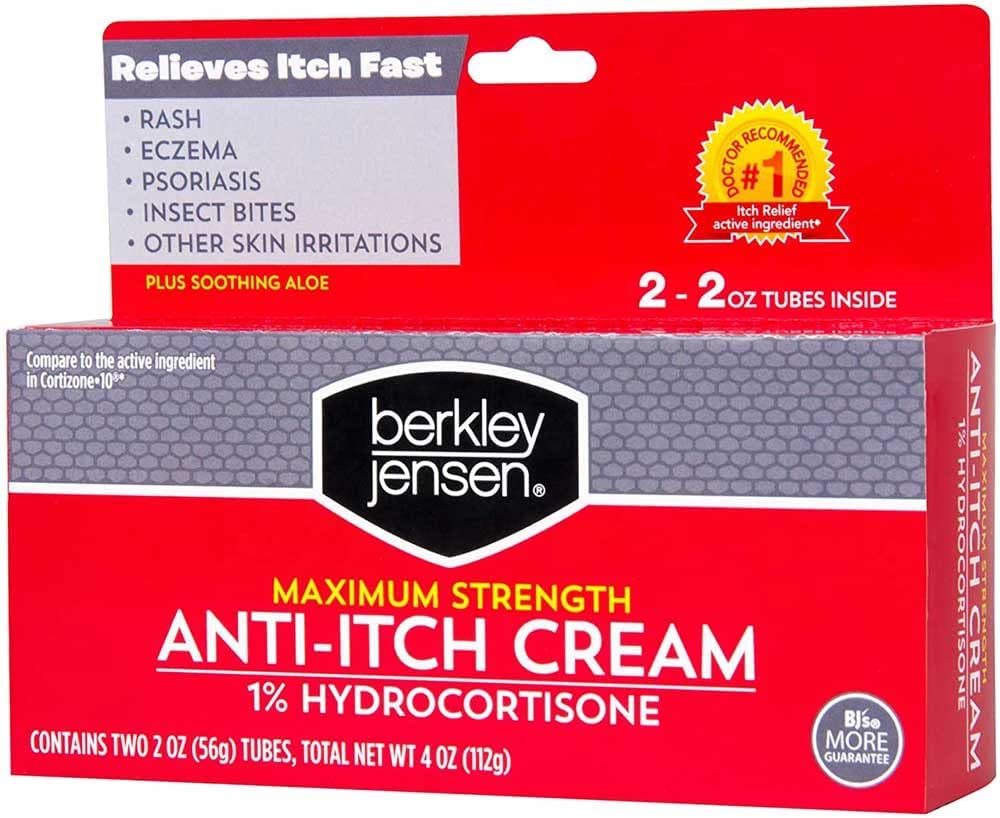 Relieves Itch Fast
• RASH
• ECZEMA
• PSORIASIS
• INSECT BITES
• OTHER SKIN IRRITATIONS
PLUS SOOTHING ALOE
DOCTOR RECOMMENDED
#1
Itch Relief
active ingredient♦
2 - 2 OZ TUBES INSIDE
Compare to the active ingredient
in Cortizone•10®*
berkley
jensen®
MAXIMUM STRENGTH
ANTI-ITCH CREAM
1% HYDROCORTISONE
CONTAINS TWO 2 OZ (56g) TUBES, TOTAL NET WT 4 OZ (112g)
BJ's®
MORE
GUARANTEE
MAXIMUM STRENGTH
ANTI-ITCH CREAM
1% HYDROCORTISONE